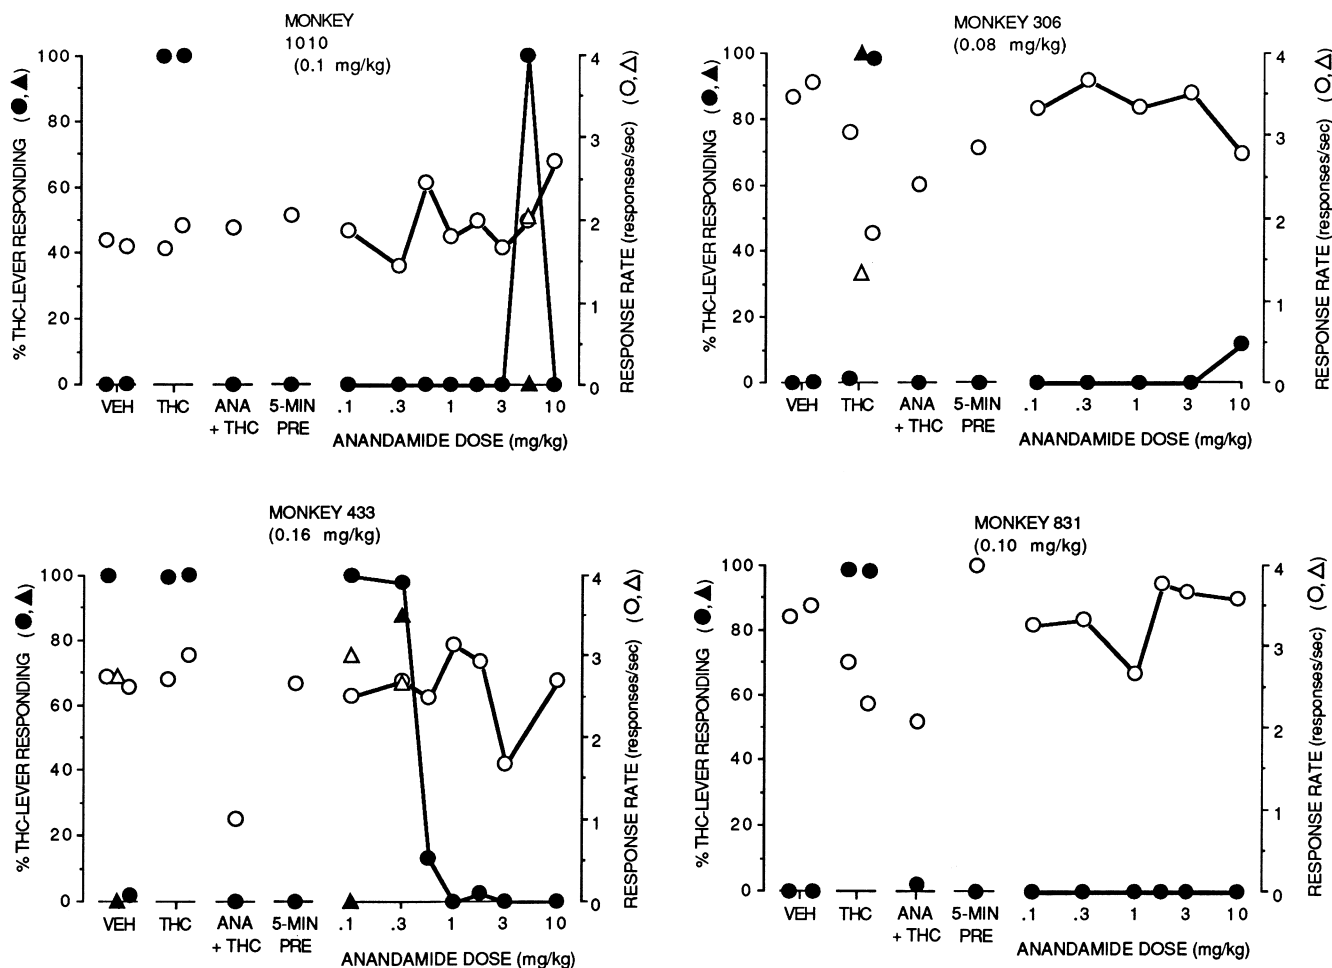 MONKEY
1010
(0.1 mg/kg)
% THC-LEVER RESPONDING (●,▲)
100
80
60
40
20
0
4
3
2
1
0
RESPONSE RATE (responses/sec) (○,△)
VEH THC ANA 5-MIN .1 .3 1 3 10
+ THC PRE
ANANDAMIDE DOSE (mg/kg)
MONKEY 306
(0.08 mg/kg)
% THC-LEVER RESPONDING (●,▲)
100
80
60
40
20
0
4
3
2
1
0
RESPONSE RATE (responses/sec) (○,△)
VEH THC ANA 5-MIN .1 .3 1 3 10
+ THC PRE
ANANDAMIDE DOSE (mg/kg)
MONKEY 433
(0.16 mg/kg)
% THC-LEVER RESPONDING (●,▲)
100
80
60
40
20
0
4
3
2
1
0
RESPONSE RATE (responses/sec) (○,△)
VEH THC ANA 5-MIN .1 .3 1 3 10
+ THC PRE
ANANDAMIDE DOSE (mg/kg)
MONKEY 831
(0.10 mg/kg)
% THC-LEVER RESPONDING (●,▲)
100
80
60
40
20
0
4
3
2
1
0
RESPONSE RATE (responses/sec) (○,△)
VEH THC ANA 5-MIN .1 .3 1 3 10
+ THC PRE
ANANDAMIDE DOSE (mg/kg)